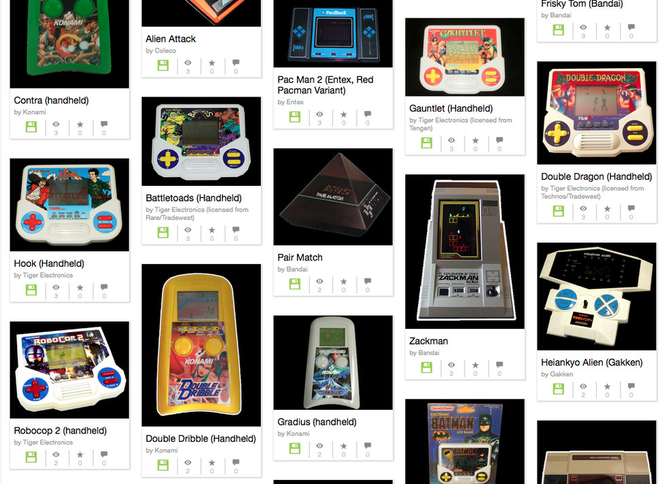 KONAMI
Contra (handheld)
by Konami
3 0 0
Hook (Handheld)
by Tiger Electronics
3 0 0
ROBOCOP 2
Robocop 2 (handheld)
by Tiger Electronics
2 0 0
Alien Attack
by Coleco
3 0 0
Battletoads (Handheld)
by Tiger Electronics (licensed from
Rare/Tradewest)
3 0 0
KONAMI
DOUBLE
DRIBBLE
Double Dribble (Handheld)
by Konami
2 0 0
Pac Man 2 (Entex, Red
Pacman Variant)
by Entex
3 0 0
PAIR MATCH
Pair Match
by Bandai
2 0 0
KONAMI
Gradius (handheld)
by Konami
2 0 0
GAUNTLET
Gauntlet (Handheld)
by Tiger Electronics (licensed from
Tengen)
3 0 0
ZACKMAN
Zackman
by Bandai
2 0 0
BATMAN
Frisky Tom (Bandai)
by Bandai
3 0 0
DOUBLE DRAGON
Double Dragon (Handheld)
by Tiger Electronics (licensed from
Technos/Tradewest)
3 0 0
Heiankyo Alien (Gakken)
by Gakken
2 0 0